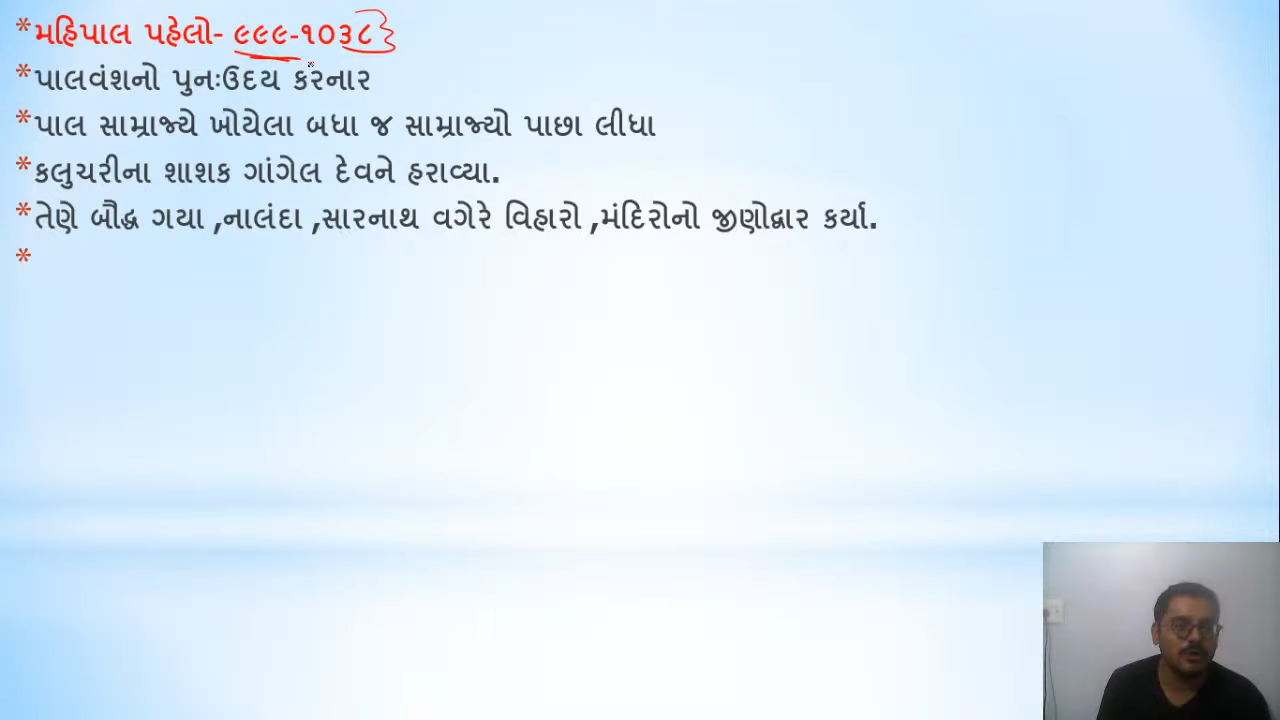 * મહિપાલ પહેલો- ૯૯૯-૧૦૩૮
* પાલવંશનો પુનઃઉદય કરનાર
* પાલ સામ્રાજ્યે ખોયેલા બધા જ સામ્રાજ્યો પાછા લીધા
* કલુચરીના શાશક ગાંગેલ દેવને હરાવ્યા.
* તેણે બૌદ્ધ ગયા ,નાલંદા ,સારનાથ વગેરે વિહારો ,મંદિરોનો જીણોદ્ધાર કર્યા.
*